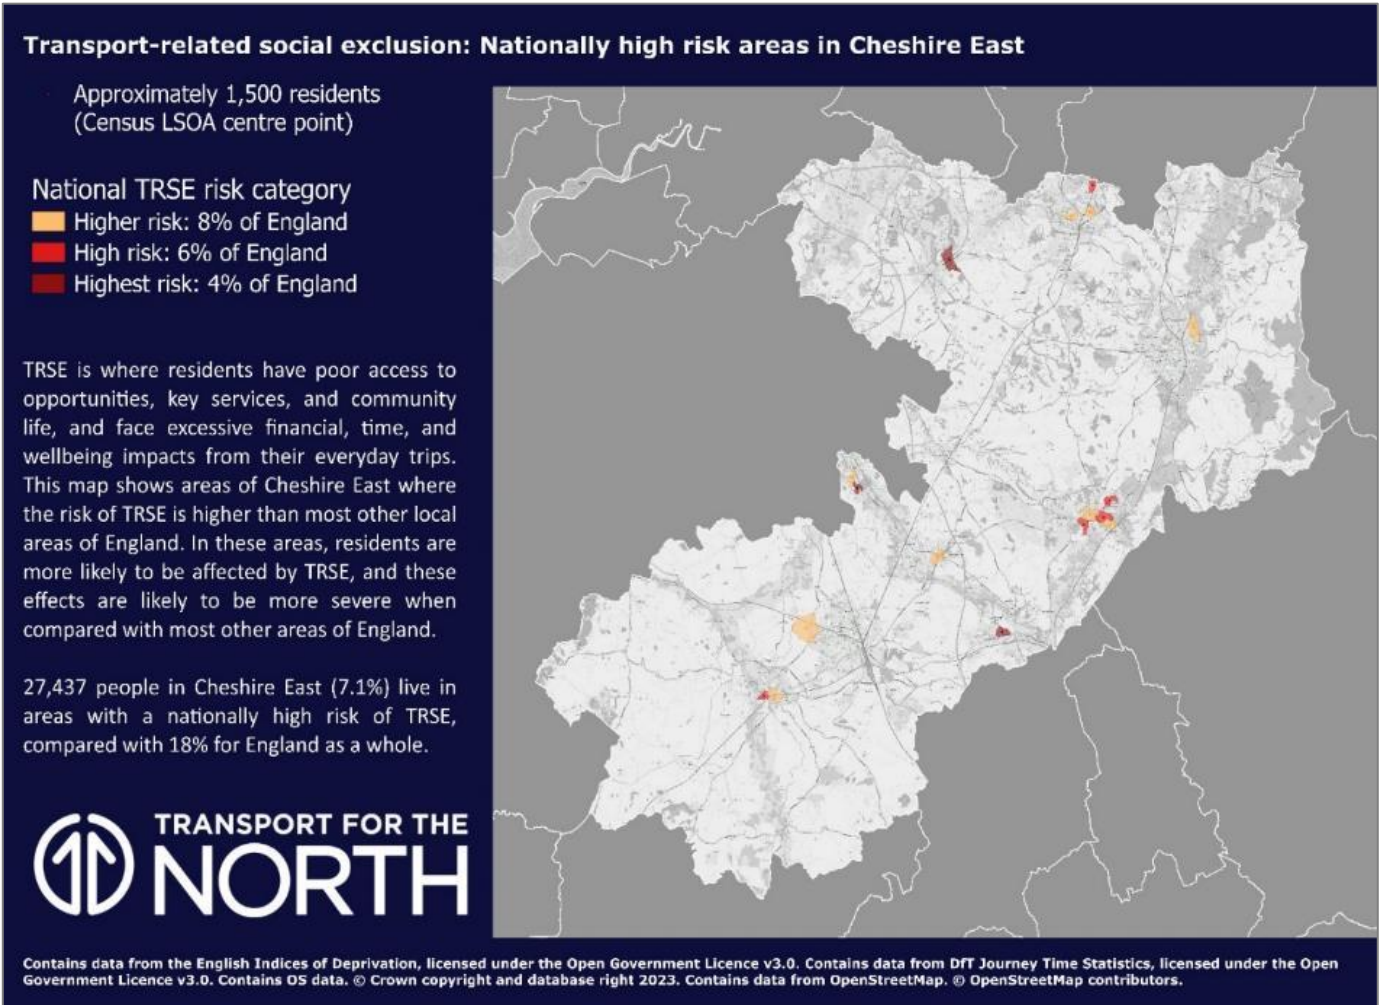 Transport-related social exclusion: Nationally high risk areas in Cheshire East
Approximately 1,500 residents
(Census LSOA centre point)
National TRSE risk category
Higher risk: 8% of England
High risk: 6% of England
Highest risk: 4% of England
TRSE is where residents have poor access to
opportunities, key services, and community
life, and face excessive financial, time, and
wellbeing impacts from their everyday trips.
This map shows areas of Cheshire East where
the risk of TRSE is higher than most other local
areas of England. In these areas, residents are
more likely to be affected by TRSE, and these
effects are likely to be more severe when
compared with most other areas of England.
27,437 people in Cheshire East (7.1%) live in
areas with a nationally high risk of TRSE,
compared with 18% for England as a whole.
TRANSPORT FOR THE
NORTH
Contains data from the English Indices of Deprivation, licensed under the Open Government Licence v3.0. Contains data from DfT Journey Time Statistics, licensed under the Open
Government Licence v3.0. Contains OS data. © Crown copyright and database right 2023. Contains data from OpenStreetMap. © OpenStreetMap contributors.